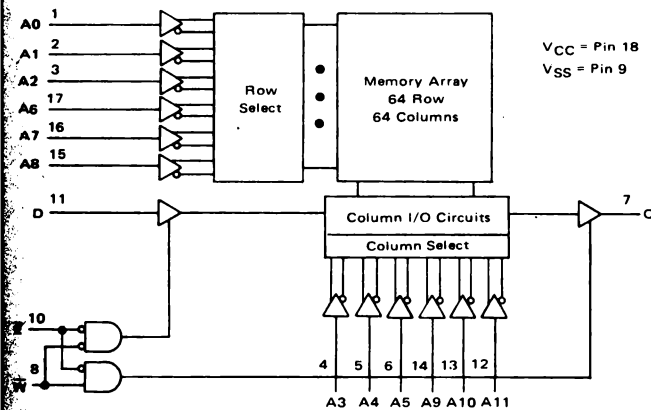 A0 1
A1 2
A2 3
A6 17
A7 16
A8 15
Row
Select
Memory Array
64 Row
64 Columns
VCC = Pin 18
VSS = Pin 9
D 11
Column I/O Circuits
Column Select
7
10
8
4 5 6 14 13 12
A3 A4 A5 A9 A10 A11